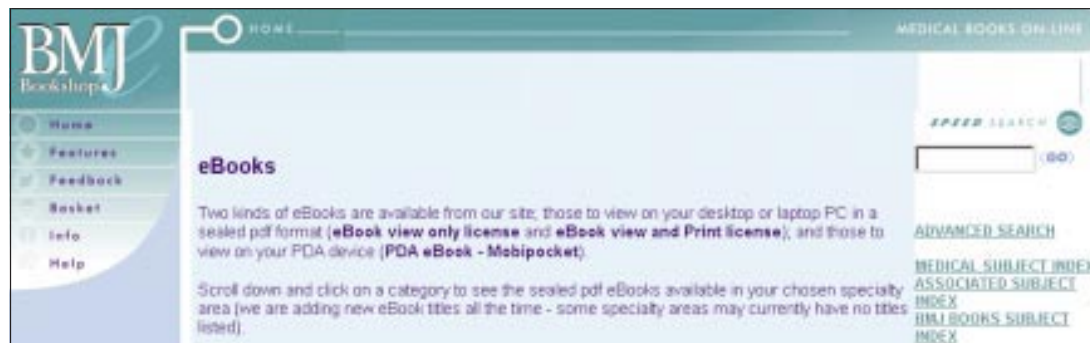 BMJ
Bookshop
HOME
MEDICAL BOOKS ON LINE
Home
Features
Feedback
Basket
Info
Help
SPEED SEARCH
GO
eBooks
Two kinds of eBooks are available from our site; those to view on your desktop or laptop PC in a
sealed pdf format (eBook view only license and eBook view and Print license), and those to
view on your PDA device (PDA eBook - Mobipocket).
Scroll down and click on a category to see the sealed pdf eBooks available in your chosen specialty
area (we are adding new eBook titles all the time - some specialty areas may currently have no titles
listed).
ADVANCED SEARCH
MEDICAL SUBJECT INDEX
ASSOCIATED SUBJECT
INDEX
BMJ BOOKS SUBJECT
INDEX